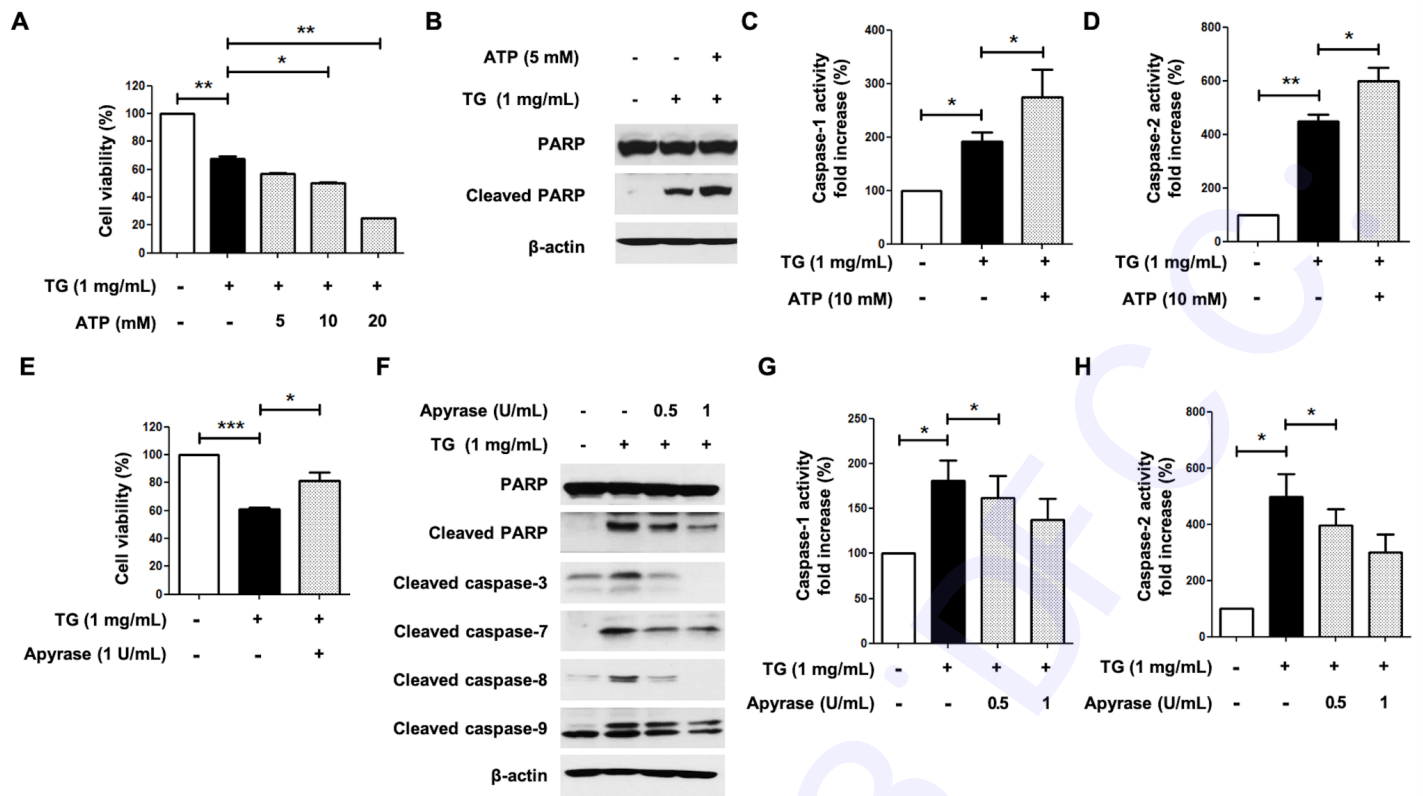 A
**
*
**
Cell viability (%)
120
100
80
60
40
20
0
TG (1 mg/mL) - + + + +
ATP (mM) - - 5 10 20
B
ATP (5 mM) - - +
TG (1 mg/mL) - + +
PARP
Cleaved PARP
β-actin
C
*
*
Caspase-1 activity
fold increase (%)
400
300
200
100
0
TG (1 mg/mL) - + +
ATP (10 mM) - - +
D
*
**
Caspase-2 activity
fold increase (%)
800
600
400
200
0
TG (1 mg/mL) - + +
ATP (10 mM) - - +
E
*
***
Cell viability (%)
120
100
80
60
40
20
0
TG (1 mg/mL) - + +
Apyrase (1 U/mL) - - +
F
Apyrase (U/mL) - - 0.5 1
TG (1 mg/mL) - + + +
PARP
Cleaved PARP
Cleaved caspase-3
Cleaved caspase-7
Cleaved caspase-8
Cleaved caspase-9
β-actin
G
*
*
Caspase-1 activity
fold increase (%)
250
200
150
100
50
0
TG (1 mg/mL) - + + +
Apyrase (U/mL) - - 0.5 1
H
*
*
Caspase-2 activity
fold increase (%)
800
600
400
200
0
TG (1 mg/mL) - + + +
Apyrase (U/mL) - - 0.5 1